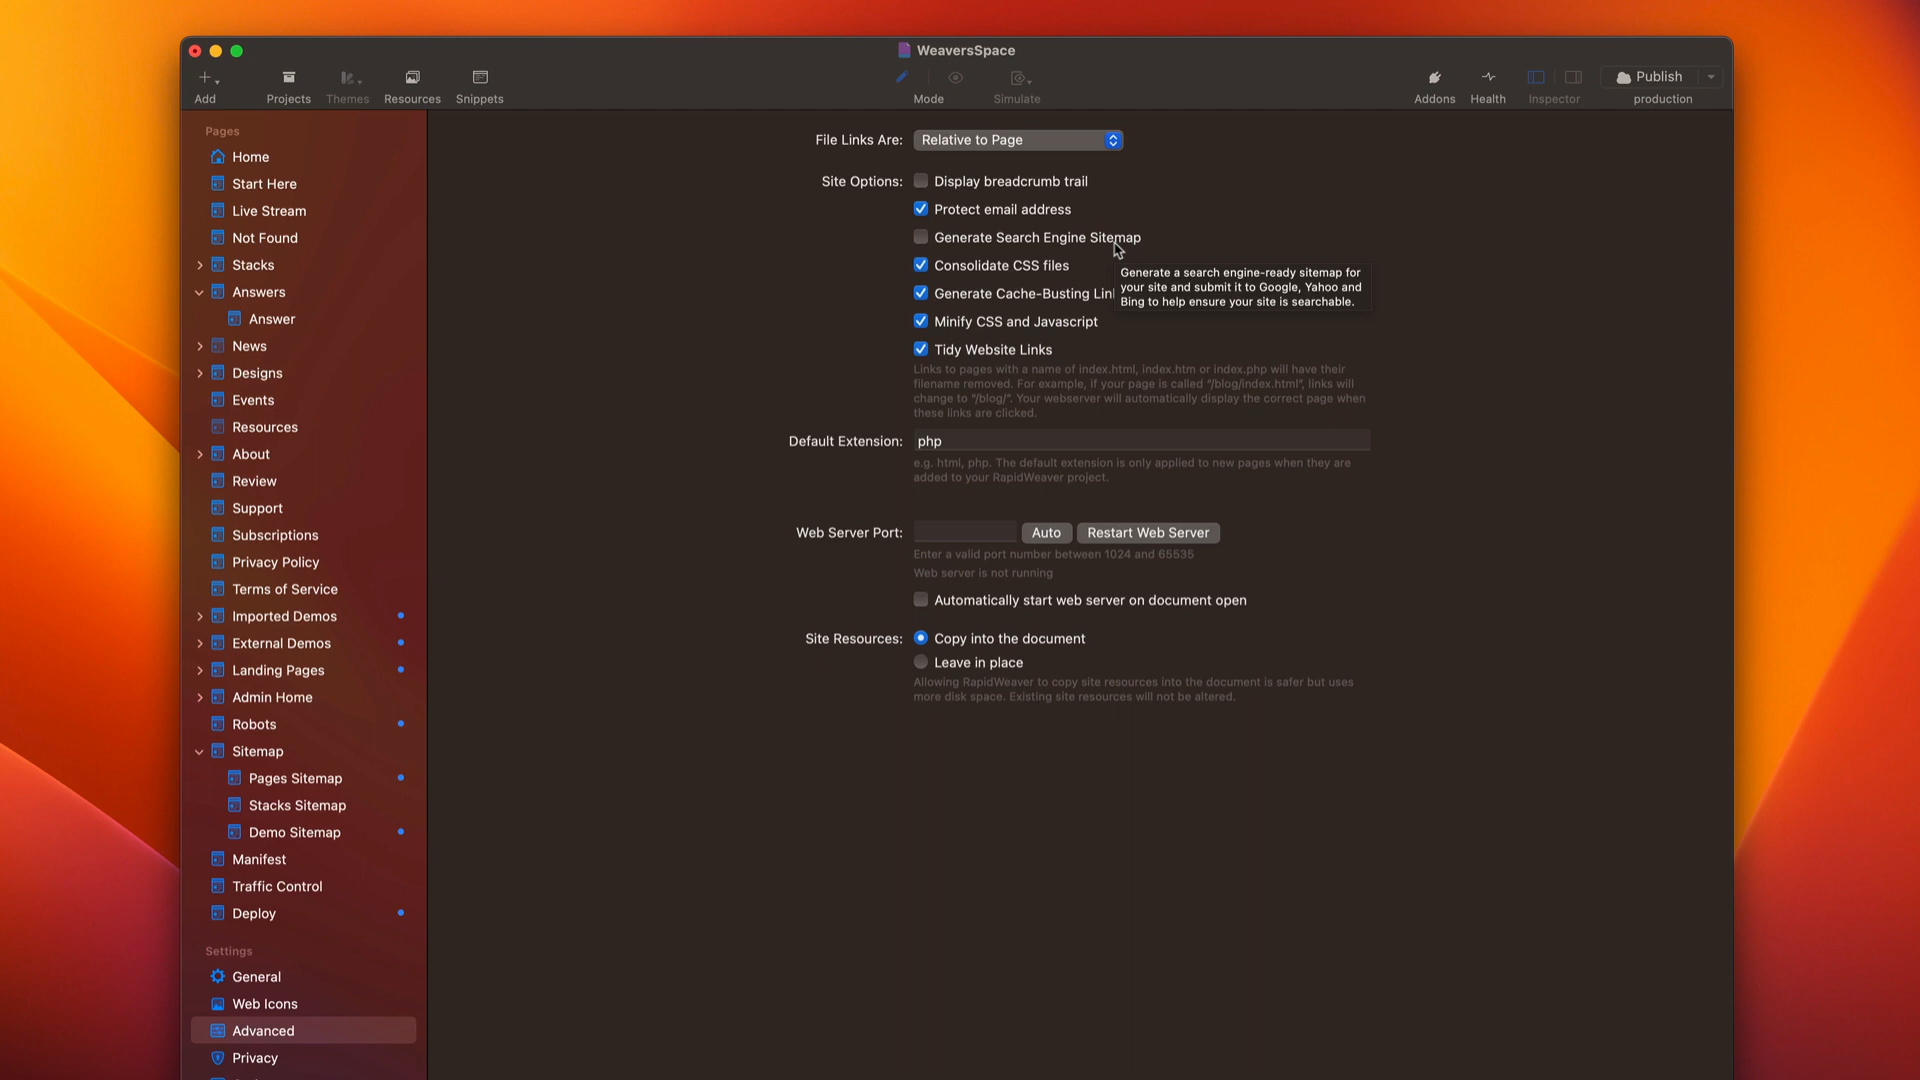 WeaversSpace
Add
Projects
Themes
Resources
Snippets
Mode
Simulate
Addons
Health
Inspector
Publish
production
Pages
Home
Start Here
Live Stream
Not Found
Stacks
Answers
Answer
News
Designs
Events
Resources
About
Review
Support
Subscriptions
Privacy Policy
Terms of Service
Imported Demos
External Demos
Landing Pages
Admin Home
Robots
Sitemap
Pages Sitemap
Stacks Sitemap
Demo Sitemap
Manifest
Traffic Control
Deploy
Settings
General
Web Icons
Advanced
Privacy
File Links Are: Relative to Page
Site Options: Display breadcrumb trail
Protect email address
Generate Search Engine Sitemap
Consolidate CSS files
Generate Cache-Busting
Generate a search engine-ready sitemap for
your site and submit it to Google, Yahoo and
Bing to help ensure your site is searchable.
Minify CSS and Javascript
Tidy Website Links
Links to pages with a name of index.html, index.htm or index.php will have their
filename removed. For example, if your page is called "/blog/index.html", links will
change to "/blog/". Your webserver will automatically display the correct page when
these links are clicked.
Default Extension: php
e.g. html, php. The default extension is only applied to new pages when they are
added to your RapidWeaver project.
Web Server Port: Auto Restart Web Server
Enter a valid port number between 1024 and 65535
Web server is not running
Automatically start web server on document open
Site Resources: Copy into the document
Leave in place
Allowing RapidWeaver to copy site resources into the document is safer but uses
more disk space. Existing site resources will not be altered.